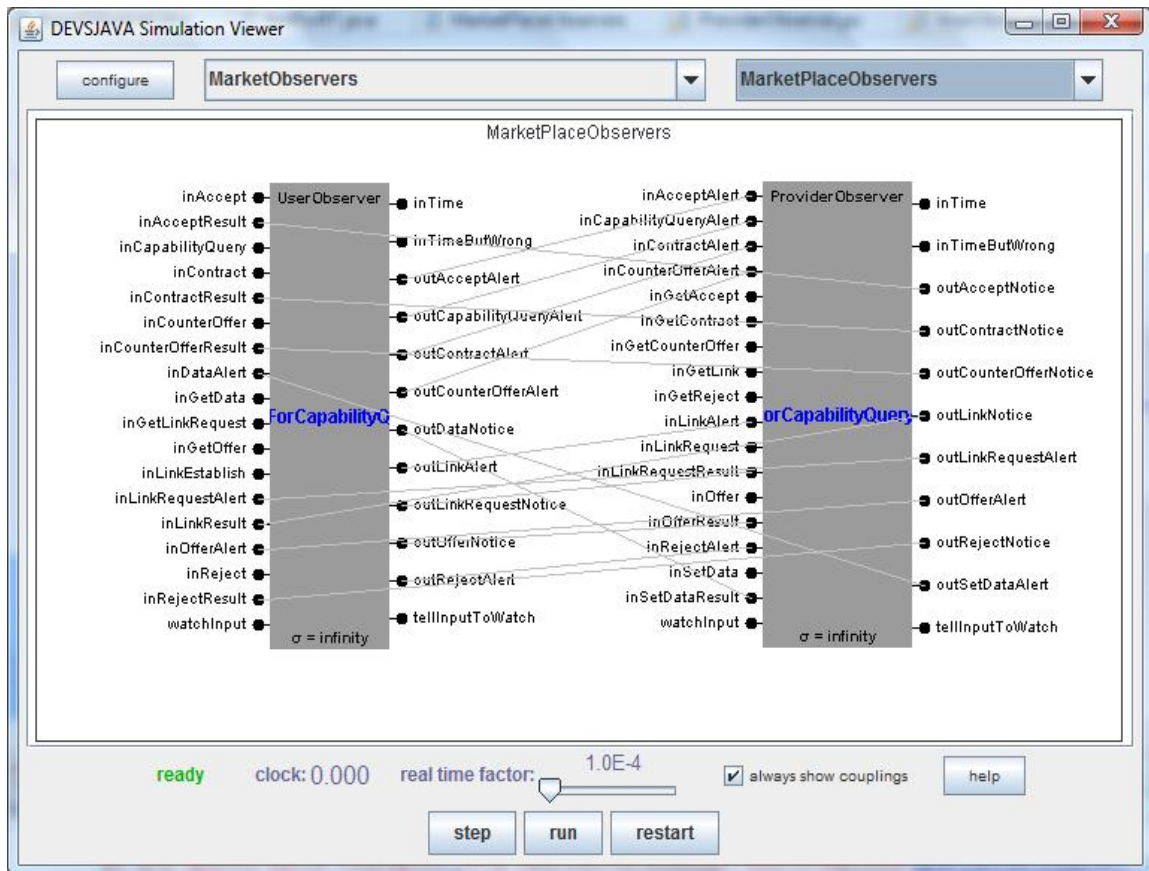 DEVSJAVA Simulation Viewer
configure
MarketObservers
MarketPlaceObservers
MarketPlaceObservers
inAccept
inAcceptResult
inCapabilityQuery
inContract
inContractResult
inCounterOffer
inCounterOfferResult
inDataAlert
inGetData
inGetLinkRequest
inGetOffer
inLinkEstablish
inLinkRequestAlert
inLinkResult
inOfferAlert
inReject
inRejectResult
watchInput
UserObserver
ForCapabilityQ
σ = infinity
inTime
inTimeButWrong
outAcceptAlert
outCapabilityQueryAlert
outContractAlert
outCounterOfferAlert
outDataNotice
outLinkAlert
outLinkRequestNotice
outOfferNotice
outRejectAlert
tellInputToWatch
inAcceptAlert
inCapabilityQueryAlert
inContractAlert
inCounterOfferAlert
inGetAccept
inGetContract
inGetCounterOffer
inGetLink
inGetReject
inLinkAlert
inLinkRequest
inLinkRequestResult
inOffer
inOfferResult
inRejectAlert
inSetData
inSetDataResult
watchInput
ProviderObserver
orCapabilityQuery
σ = infinity
inTime
inTimeButWrong
outAcceptNotice
outContractNotice
outCounterOfferNotice
outLinkNotice
outLinkRequestAlert
outOfferAlert
outRejectNotice
outSetDataAlert
tellInputToWatch
ready
clock: 0.000
real time factor:
1.0E-4
always show couplings
help
step
run
restart